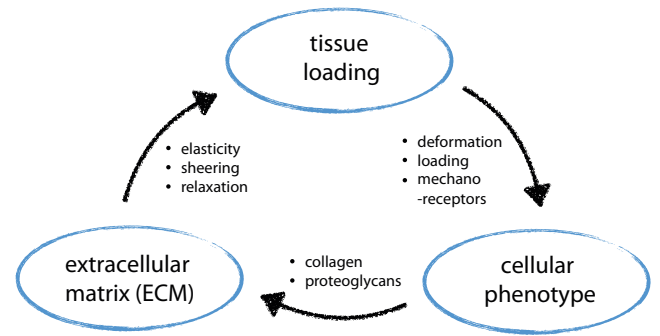 tissue
loading
• elasticity
• sheering
• relaxation
• deformation
• loading
• mechano
-receptors
extracellular
matrix (ECM)
• collagen
• proteoglycans
cellular
phenotype